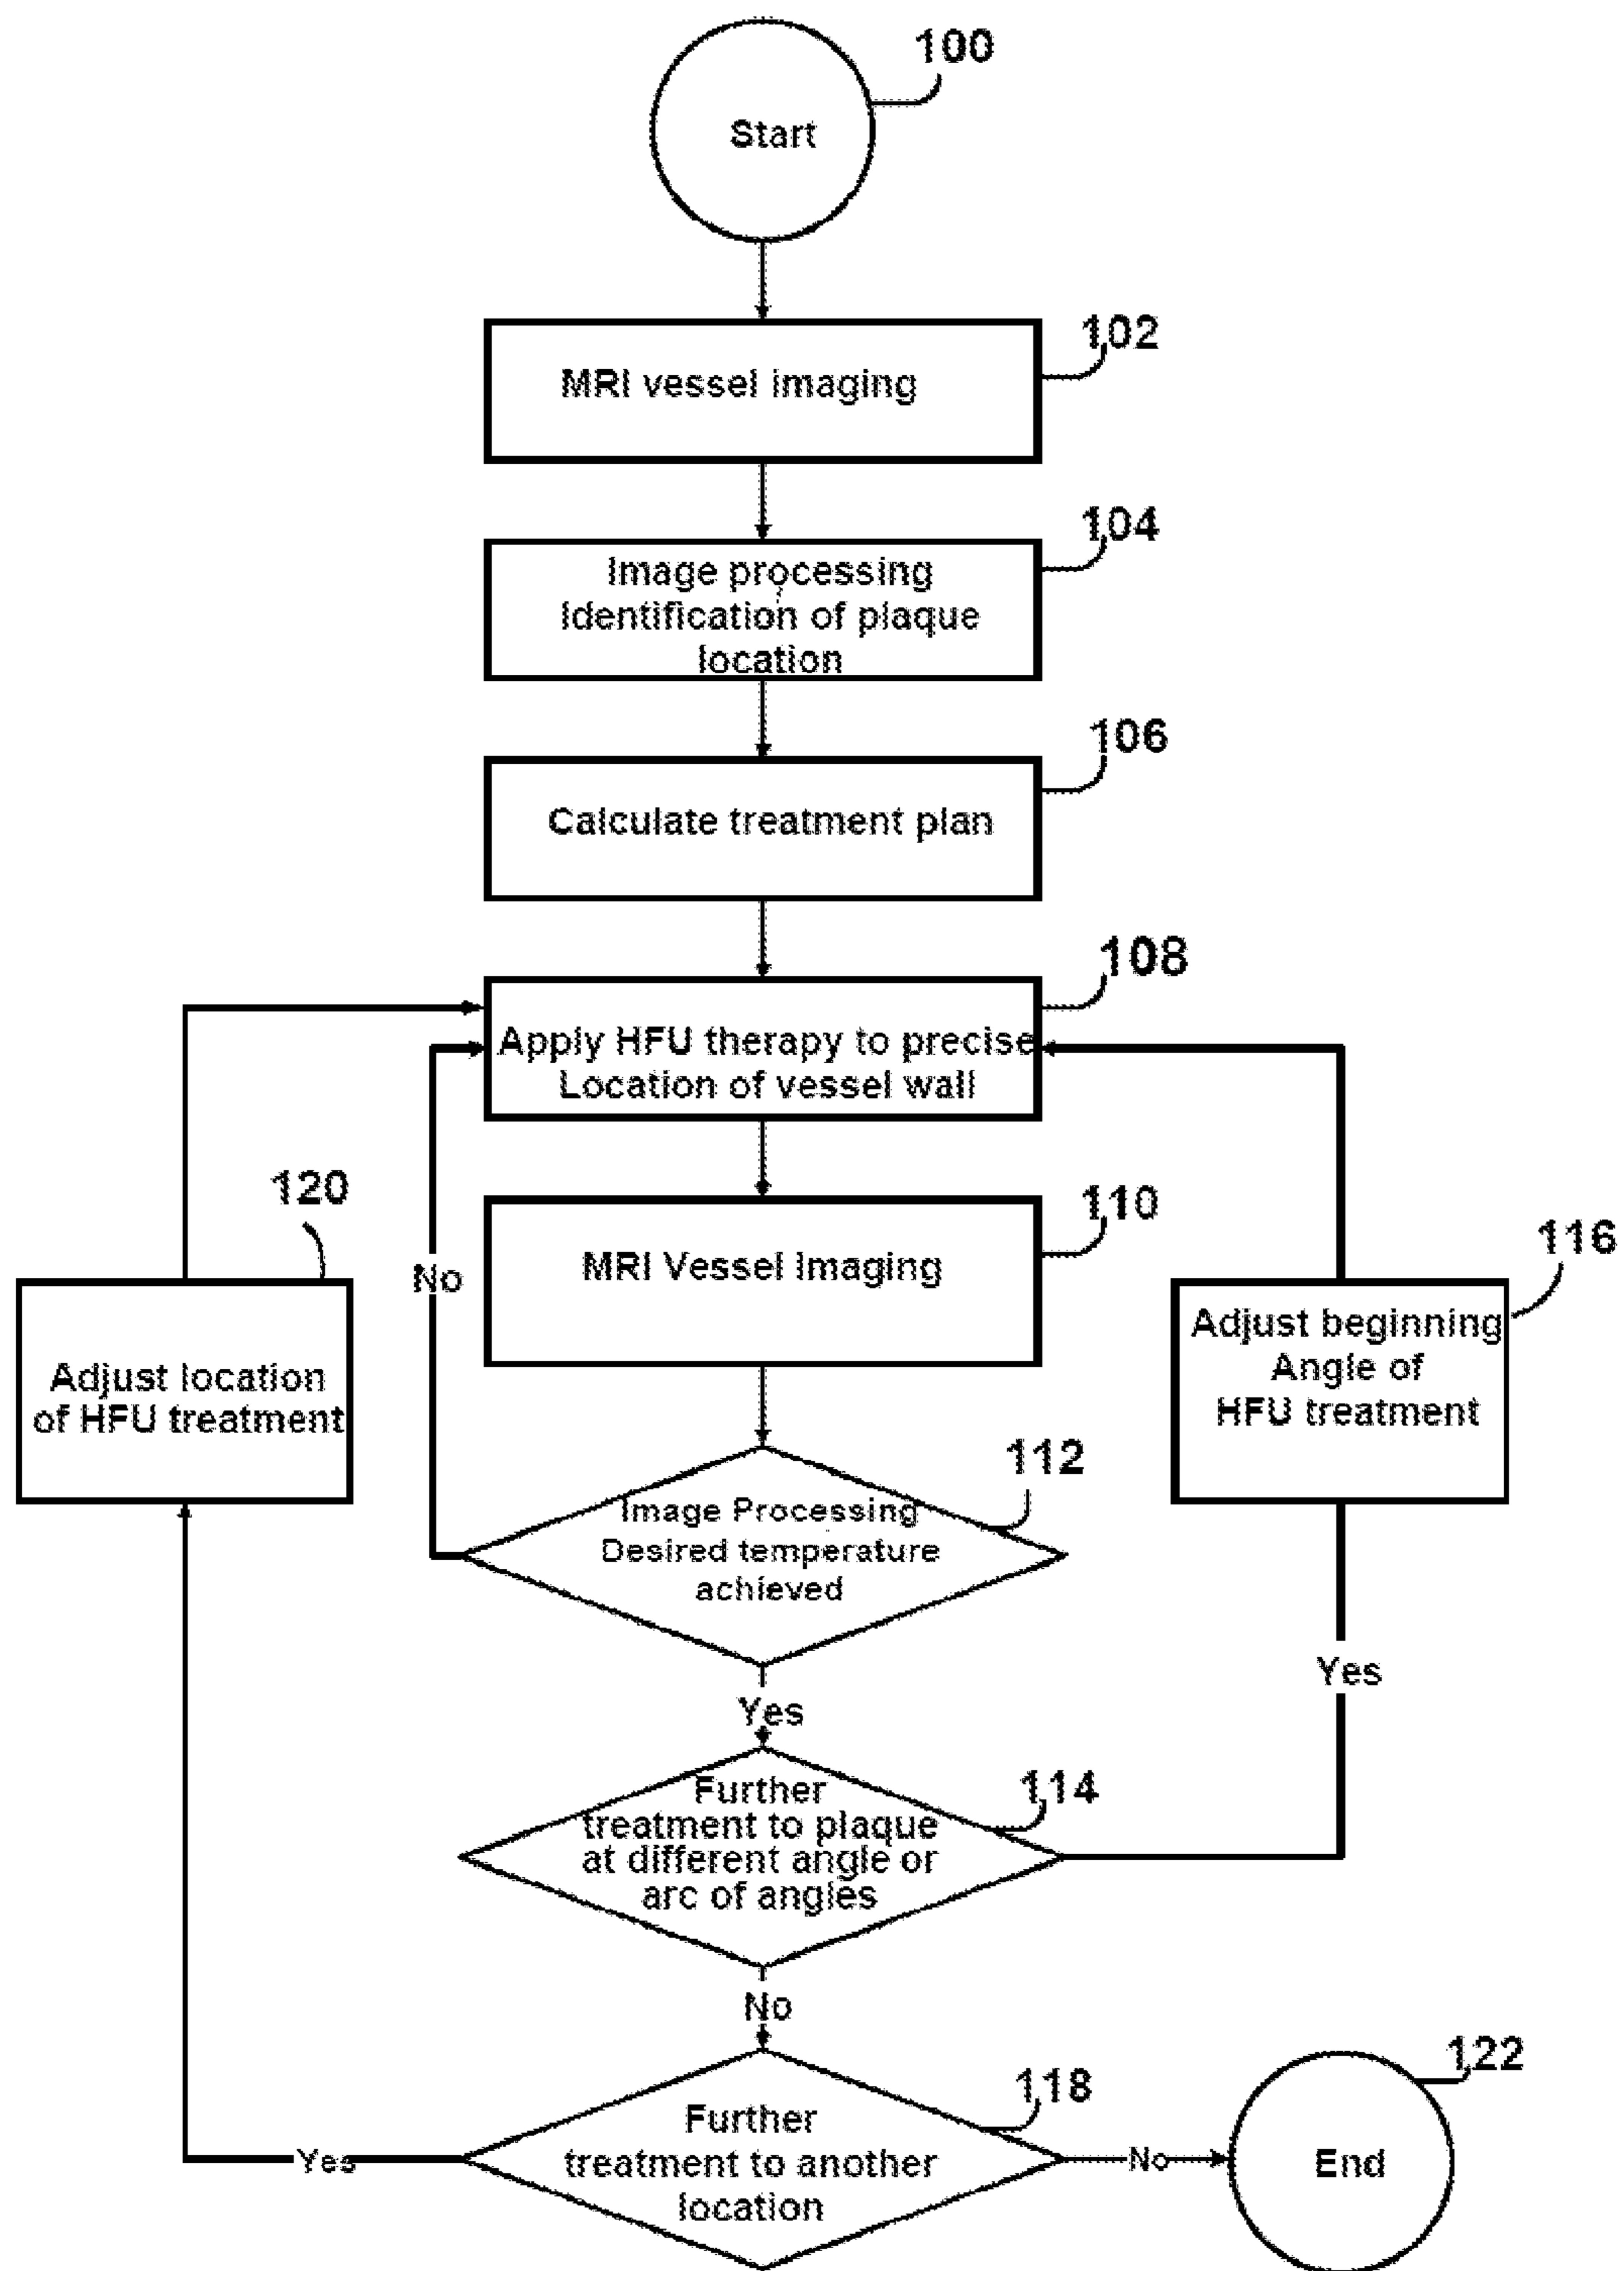 100
Start
102
MRI vessel imaging
104
Image processing
Identification of plaque
location
106
Calculate treatment plan
108
Apply HFU therapy to precise
Location of vessel wall
120
110
116
No
MRI Vessel Imaging
Adjust beginning
Angle of
HFU treatment
Adjust location
of HFU treatment
112
Image Processing
Desired temperature
achieved
Yes
Yes
114
Further
treatment to plaque
at different angle or
arc of angles
No
118
122
Further
treatment to another
location
Yes
No
End